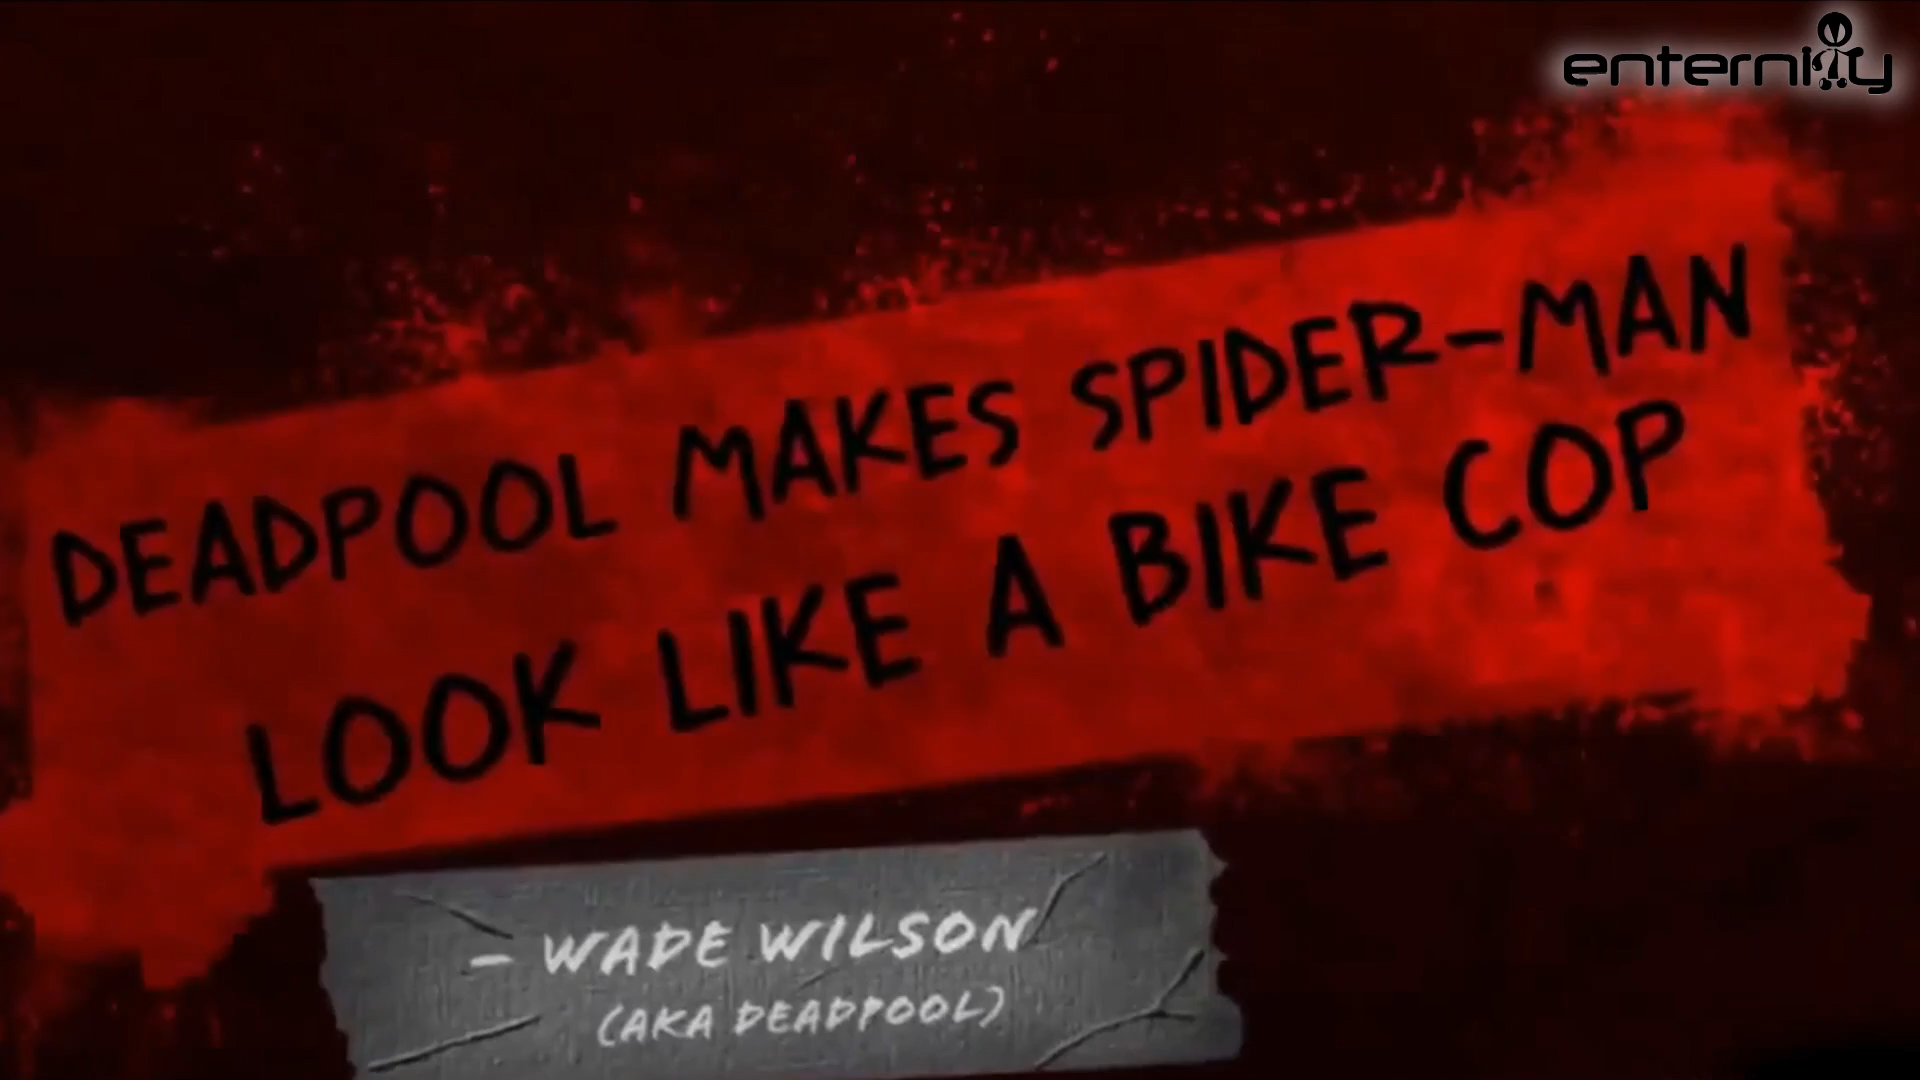 enternity
DEADPOOL MAKES SPIDER-MAN
LOOK LIKE A BIKE COP
- WADE WILSON
(AKA DEADPOOL)